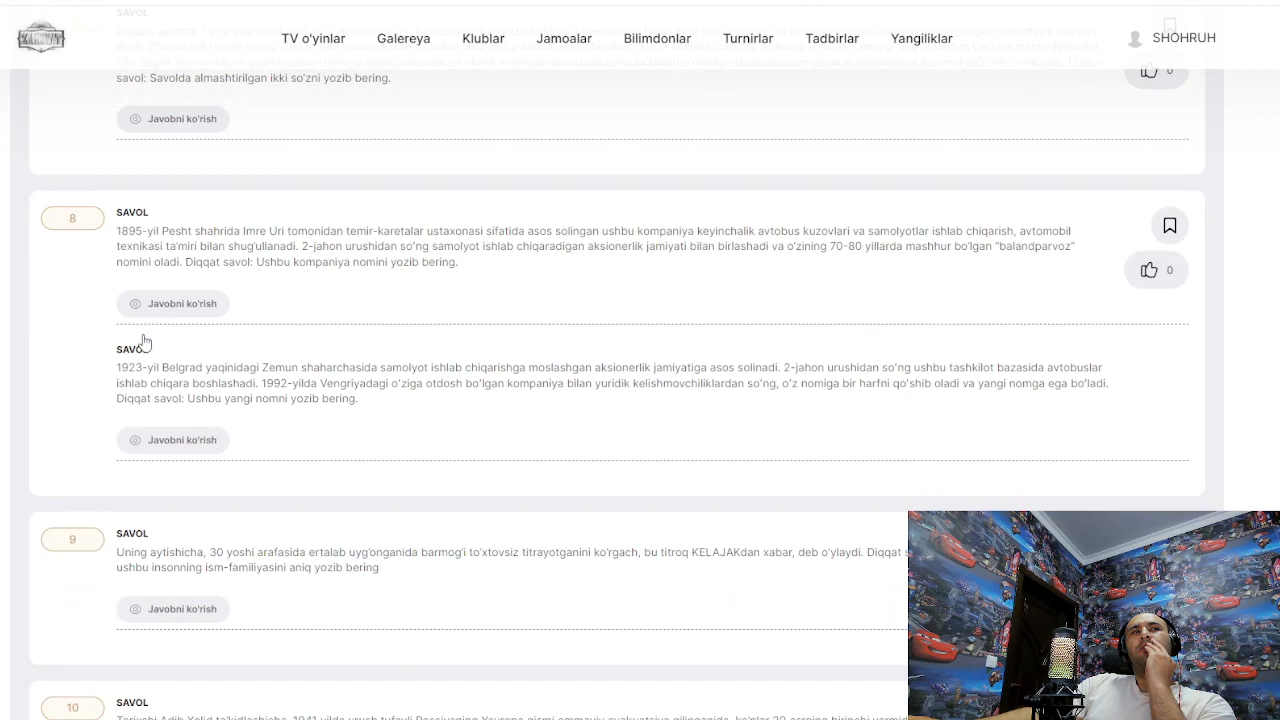 SAVOL
TV o'yinlar Galereya Klublar Jamoalar Bilimdonlar Turnirlar Tadbirlar Yangiliklar SHOHRUH
savol: Savolda almashtirilgan ikki so'zni yozib bering.
0
Javobni ko'rish
8
SAVOL
1895-yil Pesht shahrida Imre Uri tomonidan temir-karetalar ustaxonasi sifatida asos solingan ushbu kompaniya keyinchalik avtobus kuzovlari va samolyotlar ishlab chiqarish, avtomobil
texnikasi ta'miri bilan shug'ullanadi. 2-jahon urushidan so'ng samolyot ishlab chiqaradigan aksionerlik jamiyati bilan birlashadi va o'zining 70-80 yillarda mashhur bo'lgan "balandparvoz"
nomini oladi. Diqqat savol: Ushbu kompaniya nomini yozib bering.
0
Javobni ko'rish
SAVOL
1923-yil Belgrad yaqinidagi Zemun shaharchasida samolyot ishlab chiqarishga moslashgan aksionerlik jamiyatiga asos solinadi. 2-jahon urushidan so'ng ushbu tashkilot bazasida avtobuslar
ishlab chiqara boshlashadi. 1992-yilda Vengriyadagi o'ziga otdosh bo'lgan kompaniya bilan yuridik kelishmovchiliklardan so'ng, o'z nomiga bir harfni qo'shib oladi va yangi nomga ega bo'ladi.
Diqqat savol: Ushbu yangi nomni yozib bering.
Javobni ko'rish
9
SAVOL
Uning aytishicha, 30 yoshi arafasida ertalab uyg'onganida barmog'i to'xtovsiz titrayotganini ko'rgach, bu titroq KELAJAKdan xabar, deb o'ylaydi. Diqqat
ushbu insonning ism-familiyasini aniq yozib bering
Javobni ko'rish
10
SAVOL